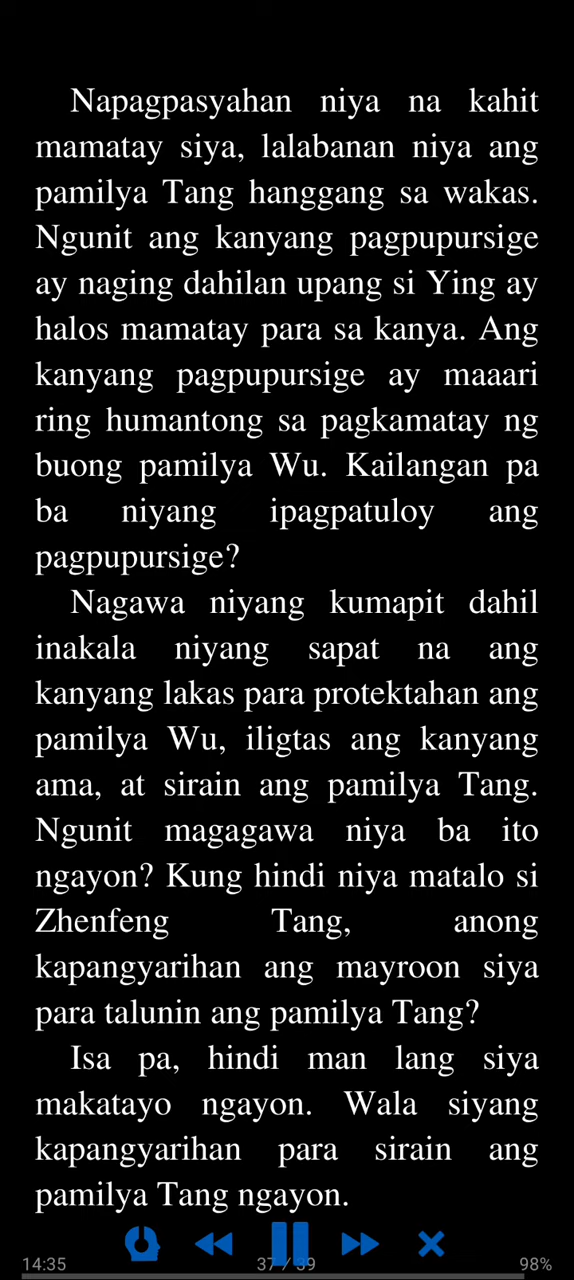 Napagpasyahan niya na kahit
mamatay siya, lalabanan niya ang
pamilya Tang hanggang sa wakas.
Ngunit ang kanyang pagpupursige
ay naging dahilan upang si Ying ay
halos mamatay para sa kanya. Ang
kanyang pagpupursige ay maaari
ring humantong sa pagkamatay ng
buong pamilya Wu. Kailangan pa
ba niyang ipagpatuloy ang
pagpupursige?
Nagawa niyang kumapit dahil
inakala niyang sapat na ang
kanyang lakas para protektahan ang
pamilya Wu, iligtas ang kanyang
ama, at sirain ang pamilya Tang.
Ngunit magagawa niya ba ito
ngayon? Kung hindi niya matalo si
Zhenfeng Tang, anong
kapangyarihan ang mayroon siya
para talunin ang pamilya Tang?
Isa pa, hindi man lang siya
makatayo ngayon. Wala siyang
kapangyarihan para sirain ang
pamilya Tang ngayon.
14:35 37 / 39 98%